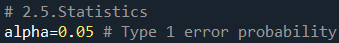 # 2.5.Statistics
alpha=0.05 # Type 1 error probability